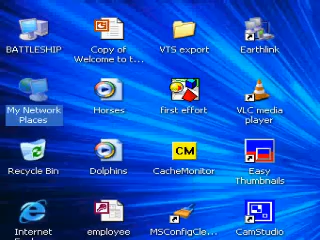 BATTLESHIP
Copy of
Welcome to t...
VTS export
Earthlink
My Network
Places
Horses
first effort
VLC media
player
Recycle Bin
Dolphins
CM
CacheMonitor
Easy
Thumbnails
Internet
employee
MSConfigCle...
CamStudio